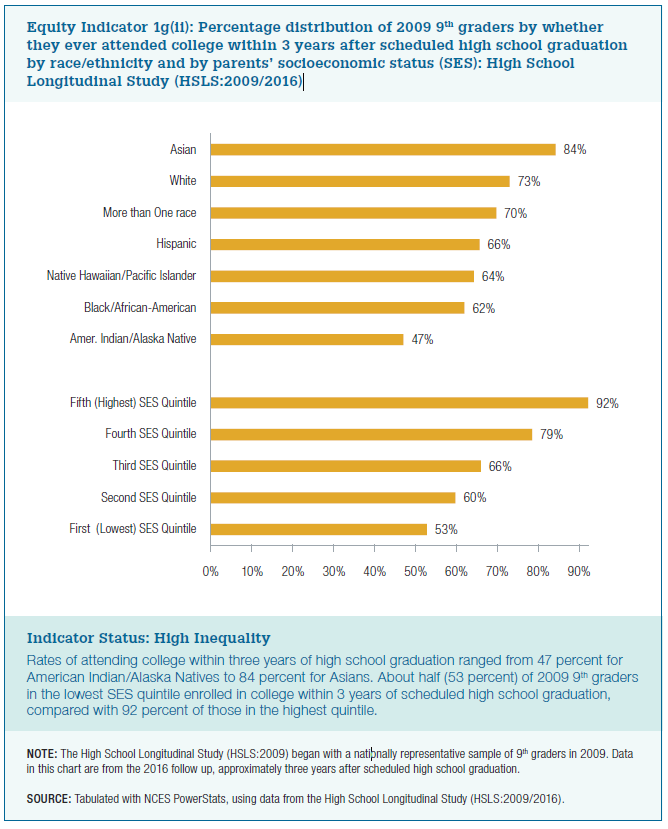 Equity Indicator 1g(ii): Percentage distribution of 2009 9th graders by whether
they ever attended college within 3 years after scheduled high school graduation
by race/ethnicity and by parents' socioeconomic status (SES): High School
Longitudinal Study (HSLS:2009/2016)
Asian 84%
White 73%
More than One race 70%
Hispanic 66%
Native Hawaiian/Pacific Islander 64%
Black/African-American 62%
Amer. Indian/Alaska Native 47%
Fifth (Highest) SES Quintile 92%
Fourth SES Quintile 79%
Third SES Quintile 66%
Second SES Quintile 60%
First (Lowest) SES Quintile 53%
0% 10% 20% 30% 40% 50% 60% 70% 80% 90%
Indicator Status: High Inequality
Rates of attending college within three years of high school graduation ranged from 47 percent for
American Indian/Alaska Natives to 84 percent for Asians. About half (53 percent) of 2009 9th graders
in the lowest SES quintile enrolled in college within 3 years of scheduled high school graduation,
compared with 92 percent of those in the highest quintile.
NOTE: The High School Longitudinal Study (HSLS:2009) began with a nationally representative sample of 9th graders in 2009. Data
in this chart are from the 2016 follow up, approximately three years after scheduled high school graduation.
SOURCE: Tabulated with NCES PowerStats, using data from the High School Longitudinal Study (HSLS:2009/2016).